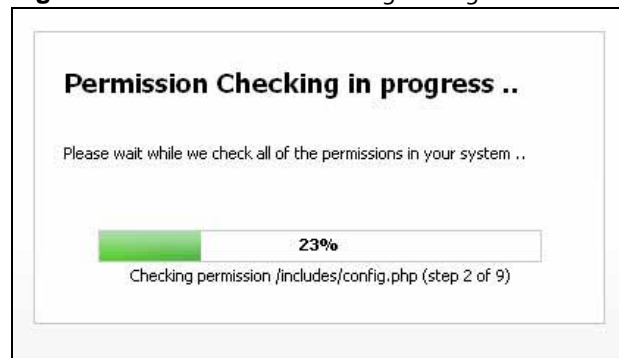 Permission Checking in progress ..
Please wait while we check all of the permissions in your system ..
23%
Checking permission /includes/config.php (step 2 of 9)